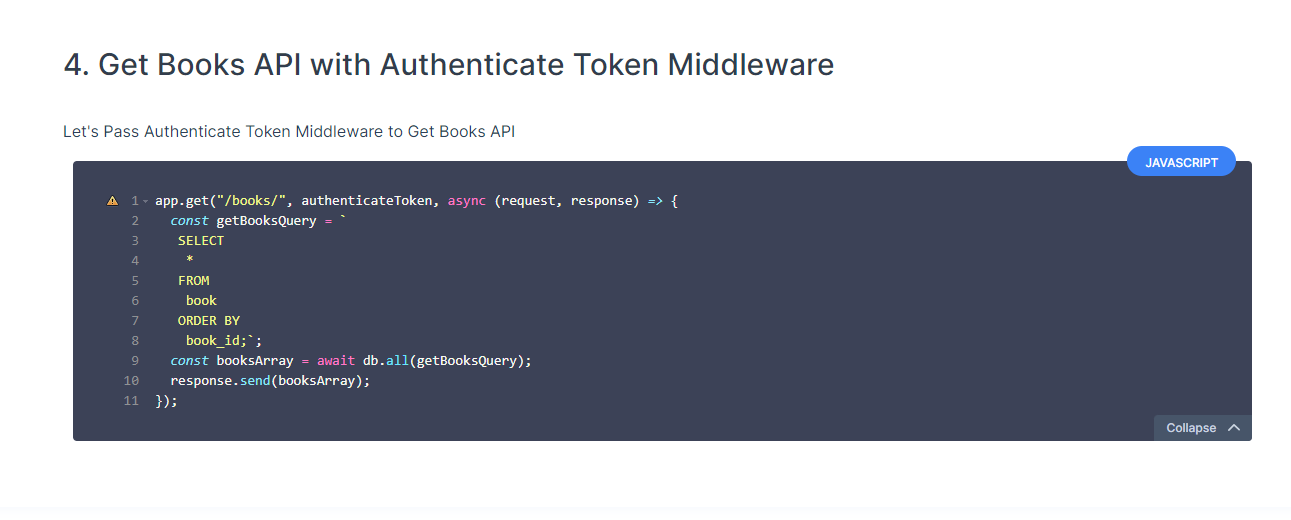 4. Get Books API with Authenticate Token Middleware
Let's Pass Authenticate Token Middleware to Get Books API
JAVASCRIPT
1 app.get("/books/", authenticateToken, async (request, response) => {
2   const getBooksQuery = `
3    SELECT
4     *
5    FROM
6     book
7    ORDER BY
8     book_id;`;
9   const booksArray = await db.all(getBooksQuery);
10   response.send(booksArray);
11 });
Collapse